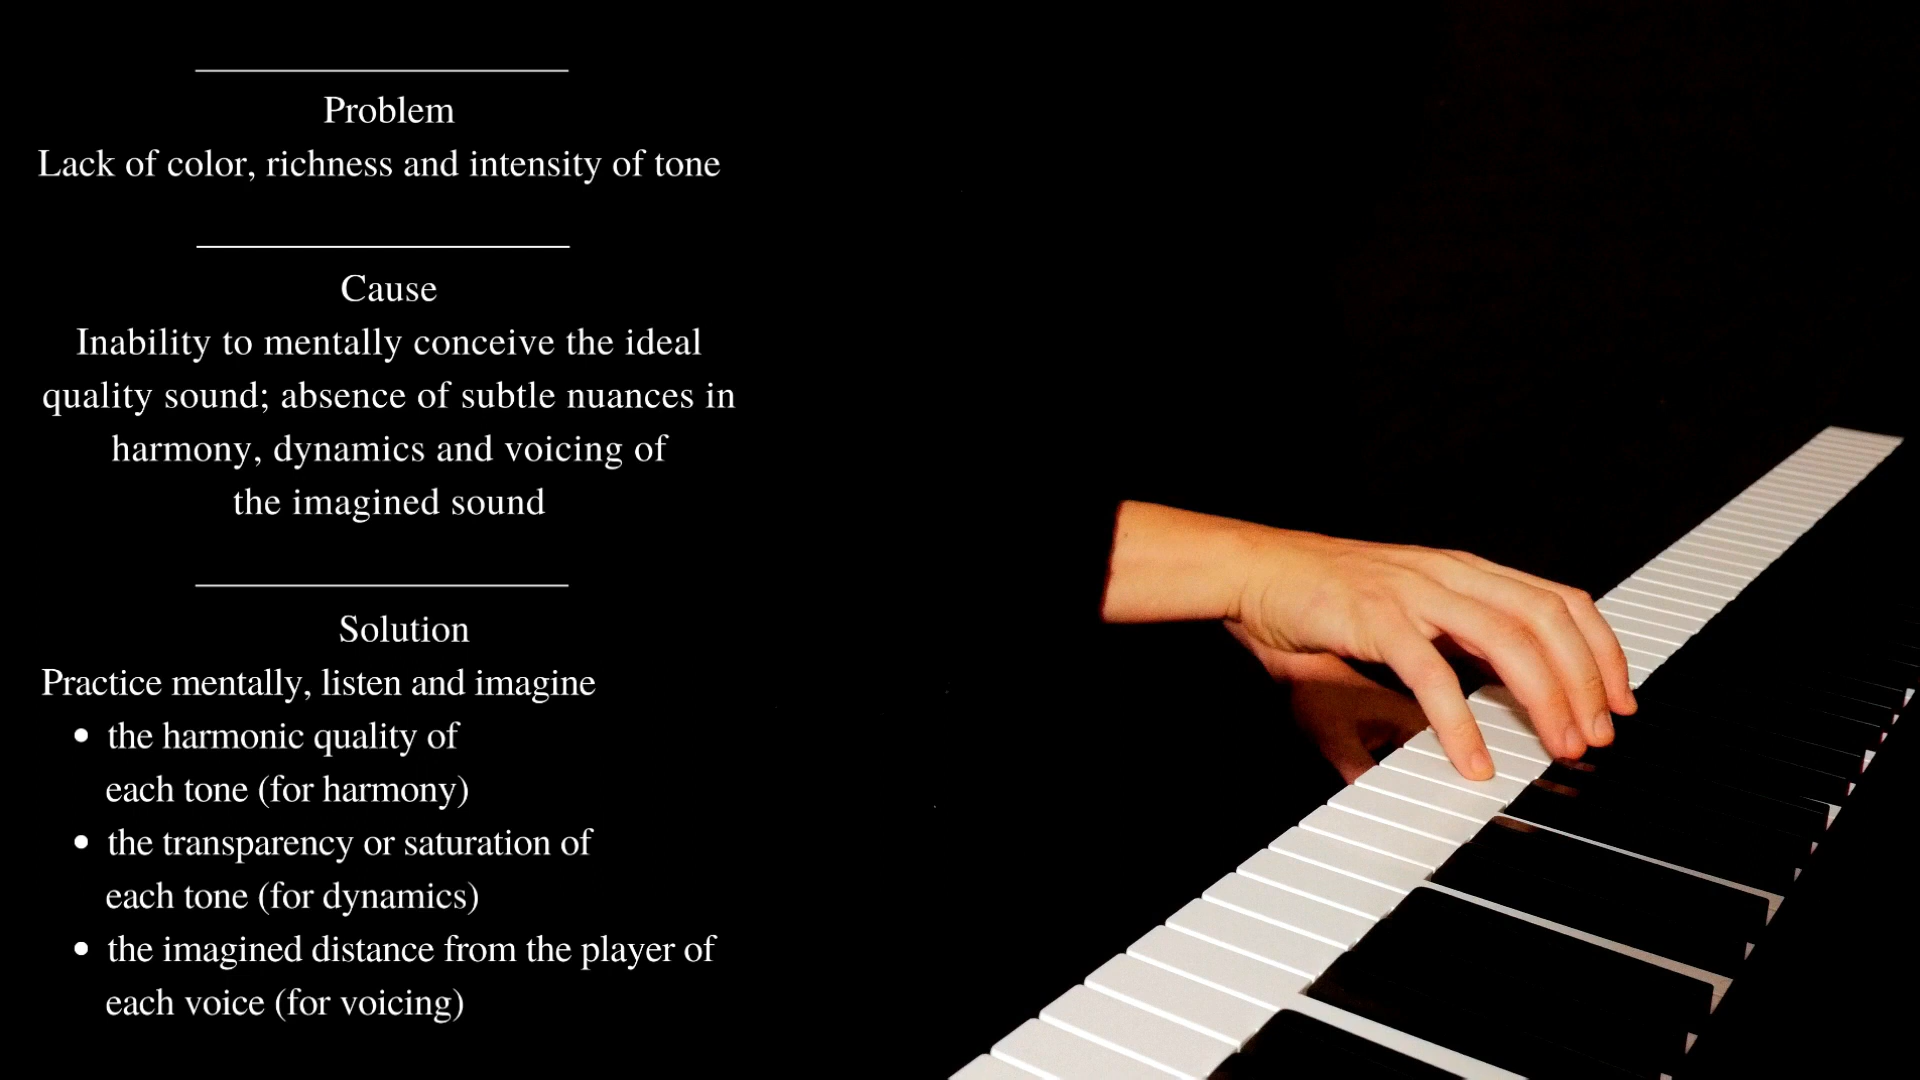 Problem
Lack of color, richness and intensity of tone
Cause
Inability to mentally conceive the ideal
quality sound; absence of subtle nuances in
harmony, dynamics and voicing of
the imagined sound
Solution
Practice mentally, listen and imagine
• the harmonic quality of
each tone (for harmony)
• the transparency or saturation of
each tone (for dynamics)
• the imagined distance from the player of
each voice (for voicing)